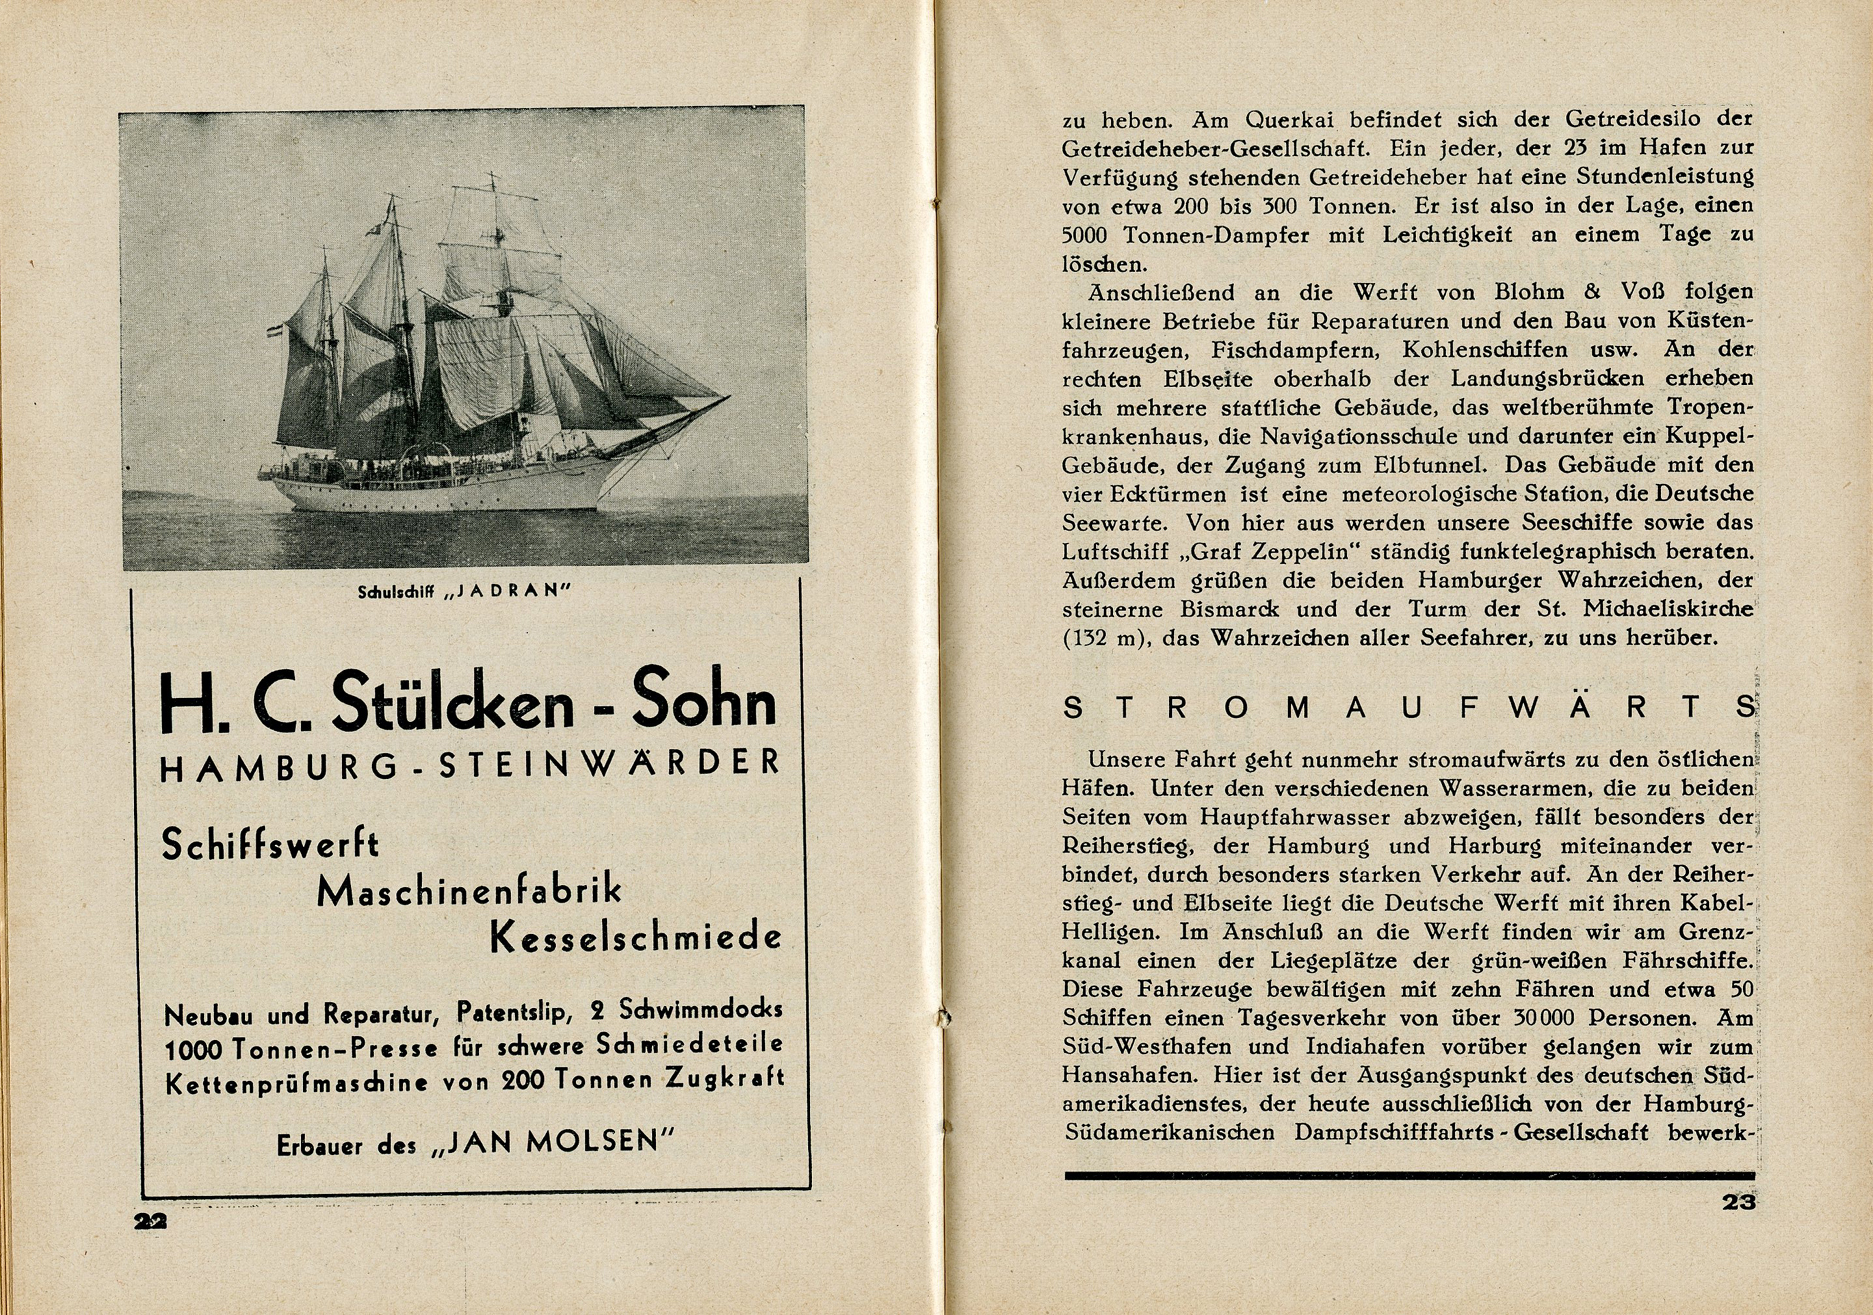 Schulschiff „JADRAN"
H. C. Stülcken - Sohn
HAMBURG - STEINWÄRDER
Schiffswerft
Maschinenfabrik
Kesselschmiede
Neubau und Reparatur, Patentslip, 2 Schwimmdocks
1000 Tonnen-Presse für schwere Schmiedeteile
Kettenprüfmaschine von 200 Tonnen Zugkraft
Erbauer des „JAN MOLSEN"
22
zu heben. Am Querkai befindet sich der Getreidesilo der
Getreideheber-Gesellschaft. Ein jeder, der 23 im Hafen zur
Verfügung stehenden Getreideheber hat eine Stundenleistung
von etwa 200 bis 300 Tonnen. Er ist also in der Lage, einen
5000 Tonnen-Dampfer mit Leichtigkeit an einem Tage zu
löschen.
Anschließend an die Werft von Blohm & Voß folgen
kleinere Betriebe für Reparaturen und den Bau von Küsten-
fahrzeugen, Fischdampfern, Kohlenschiffen usw. An der
rechten Elbseite oberhalb der Landungsbrücken erheben
sich mehrere stattliche Gebäude, das weltberühmte Tropen-
krankenhaus, die Navigationsschule und darunter ein Kuppel-
Gebäude, der Zugang zum Elbtunnel. Das Gebäude mit den
vier Ecktürmen ist eine meteorologische Station, die Deutsche
Seewarte. Von hier aus werden unsere Seeschiffe sowie das
Luftschiff „Graf Zeppelin“ ständig funktelegraphisch beraten.
Außerdem grüßen die beiden Hamburger Wahrzeichen, der
steinerne Bismarck und der Turm der St. Michaeliskirche
(132 m), das Wahrzeichen aller Seefahrer, zu uns herüber.
STROMAUFWÄRTS
Unsere Fahrt geht nunmehr stromaufwärts zu den östlichen
Häfen. Unter den verschiedenen Wasserarmen, die zu beiden
Seiten vom Hauptfahrwasser abzweigen, fällt besonders der
Reiherstieg, der Hamburg und Harburg miteinander ver-
bindet, durch besonders starken Verkehr auf. An der Reiher-
stieg- und Elbseite liegt die Deutsche Werft mit ihren Kabel-
Helligen. Im Anschluß an die Werft finden wir am Grenz-
kanal einen der Liegeplätze der grün-weißen Fährschiffe.
Diese Fahrzeuge bewältigen mit zehn Fähren und etwa 50
Schiffen einen Tagesverkehr von über 30000 Personen. Am
Süd-Westhafen und Indiahafen vorüber gelangen wir zum
Hansahafen. Hier ist der Ausgangspunkt des deutschen Süd-
amerikadienstes, der heute ausschließlich von der Hamburg-
Südamerikanischen Dampfschifffahrts-Gesellschaft bewerk-
23